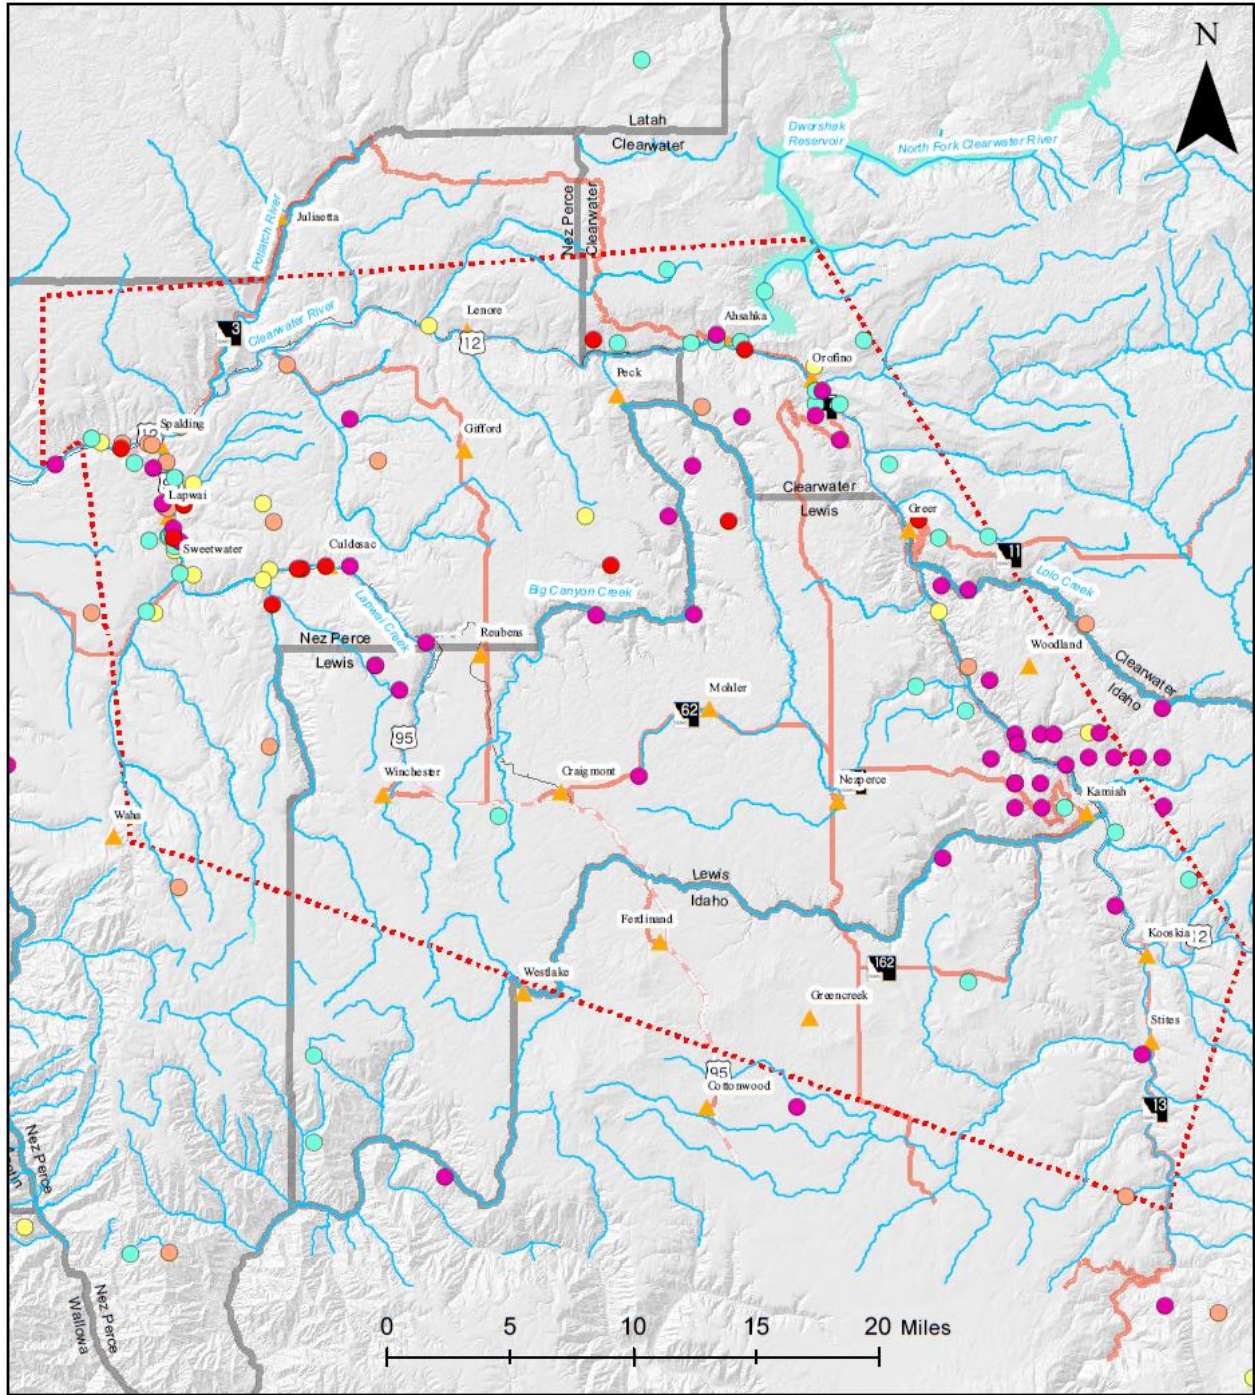 N
Latah
Clearwater
Dworshak
Reservoir
North Fork Clearwater River
Nez Perce
Clearwater
Potlatch River
Juliaetta
3
Clearwater River
Lenore
12
Ahsahka
Orofino
Peck
Spalding
12
Gifford
Lapwai
Clearwater
Lewis
Greer
11
Sweetwater
Culdesac
Lolo Creek
Big Canyon Creek
Lapwai Creek
Nez Perce
Lewis
Reubens
Woodland
Clearwater
Idaho
Mohler
62
95
Winchester
Craigmont
Nezperce
Kamiah
Waha
Lewis
Idaho
Ferdinand
Kooskia
12
162
Westlake
Greencreek
Stites
95
Cottonwood
13
Nez Perce
Asotin
Nez Perce
Wallowa
0 5 10 15 20 Miles